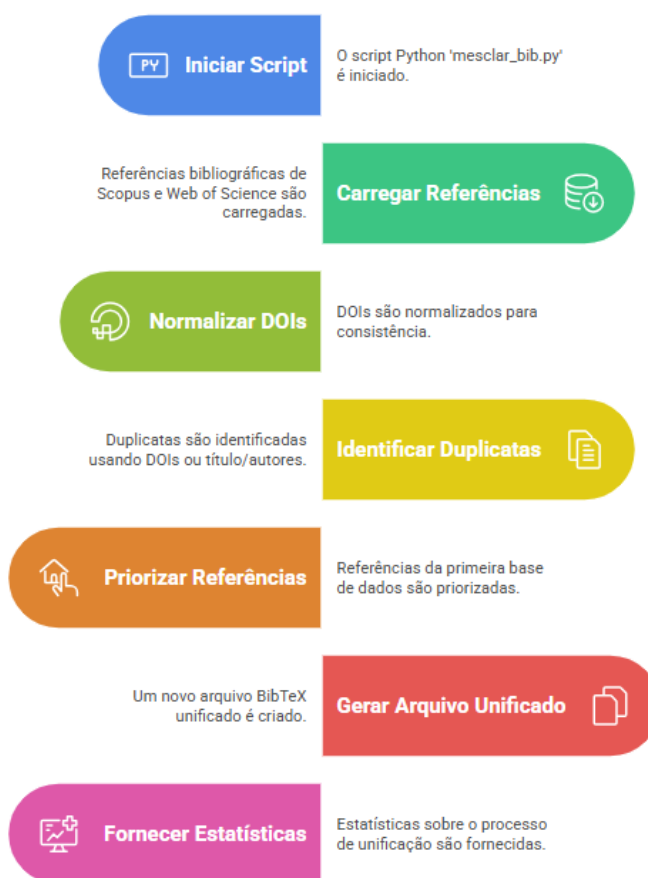 PY Iniciar Script
O script Python 'mesclar_bib.py'
é iniciado.
Referências bibliográficas de
Scopus e Web of Science são
carregadas.
Carregar Referências
Normalizar DOIs
DOIs são normalizados para
consistência.
Duplicatas são identificadas
usando DOIs ou título/autores.
Identificar Duplicatas
Priorizar Referências
Referências da primeira base
de dados são priorizadas.
Um novo arquivo BibTeX
unificado é criado.
Gerar Arquivo Unificado
Fornecer Estatísticas
Estatísticas sobre o processo
de unificação são fornecidas.